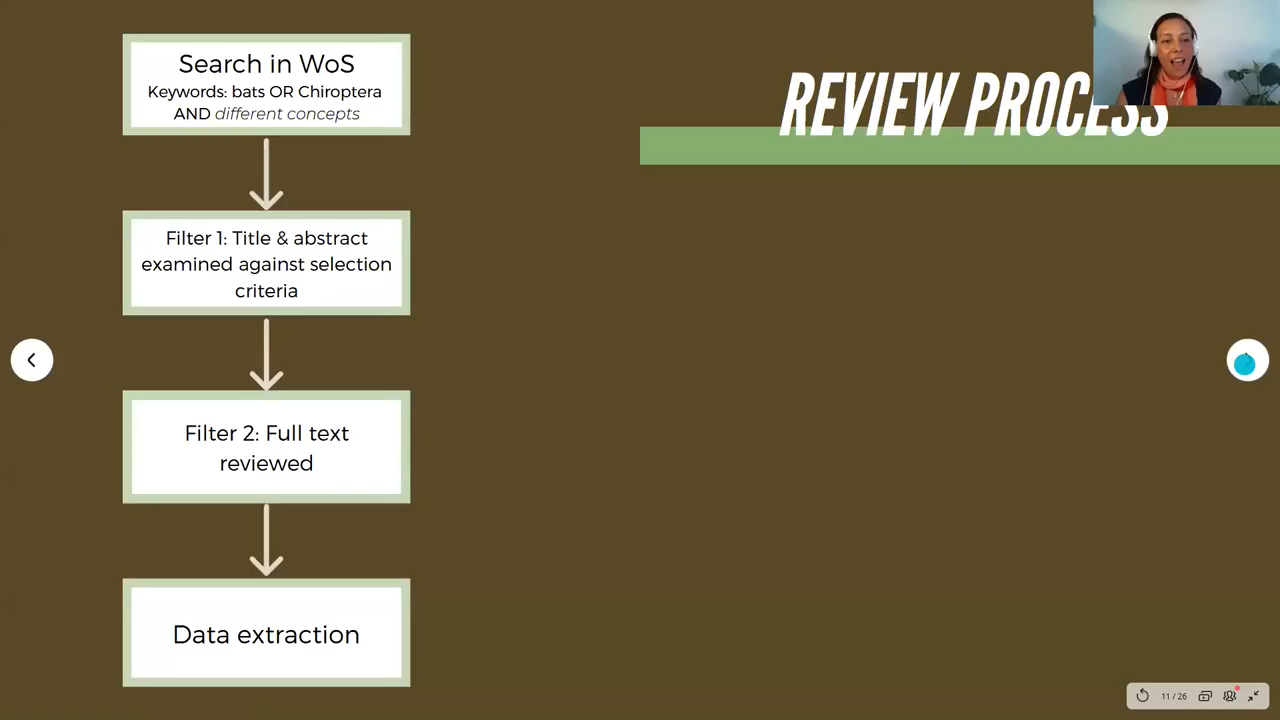 Search in WoS
Keywords: bats OR Chiroptera
AND different concepts
REVIEW PROCESS
Filter 1: Title & abstract
examined against selection
criteria
Filter 2: Full text
reviewed
Data extraction
11 / 26